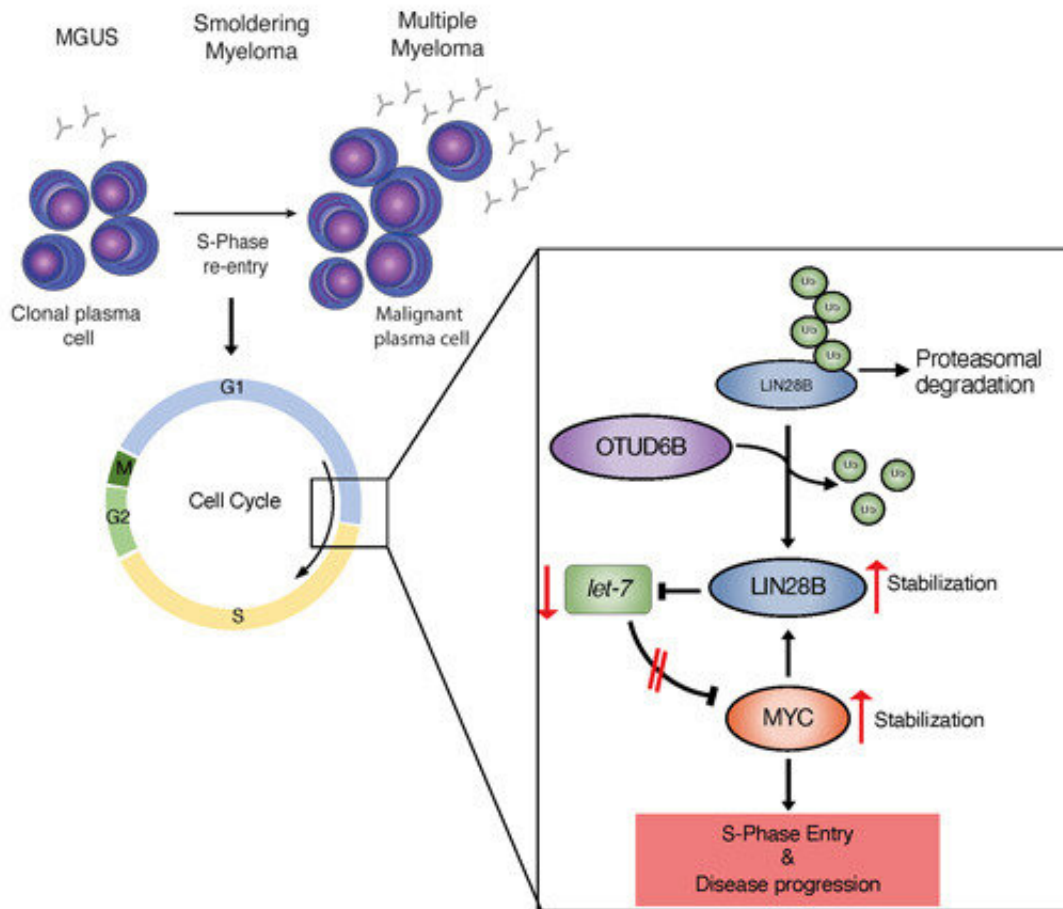 MGUS
Smoldering
Myeloma
Multiple
Myeloma
S-Phase
re-entry
Clonal plasma
cell
Malignant
plasma cell
G1
M
G2
Cell Cycle
S
Ub
Ub
Ub
Ub
LIN28B
Proteasomal
degradation
OTUD6B
Ub
Ub
Ub
let-7
LIN28B
Stabilization
MYC
Stabilization
S-Phase Entry
&
Disease progression